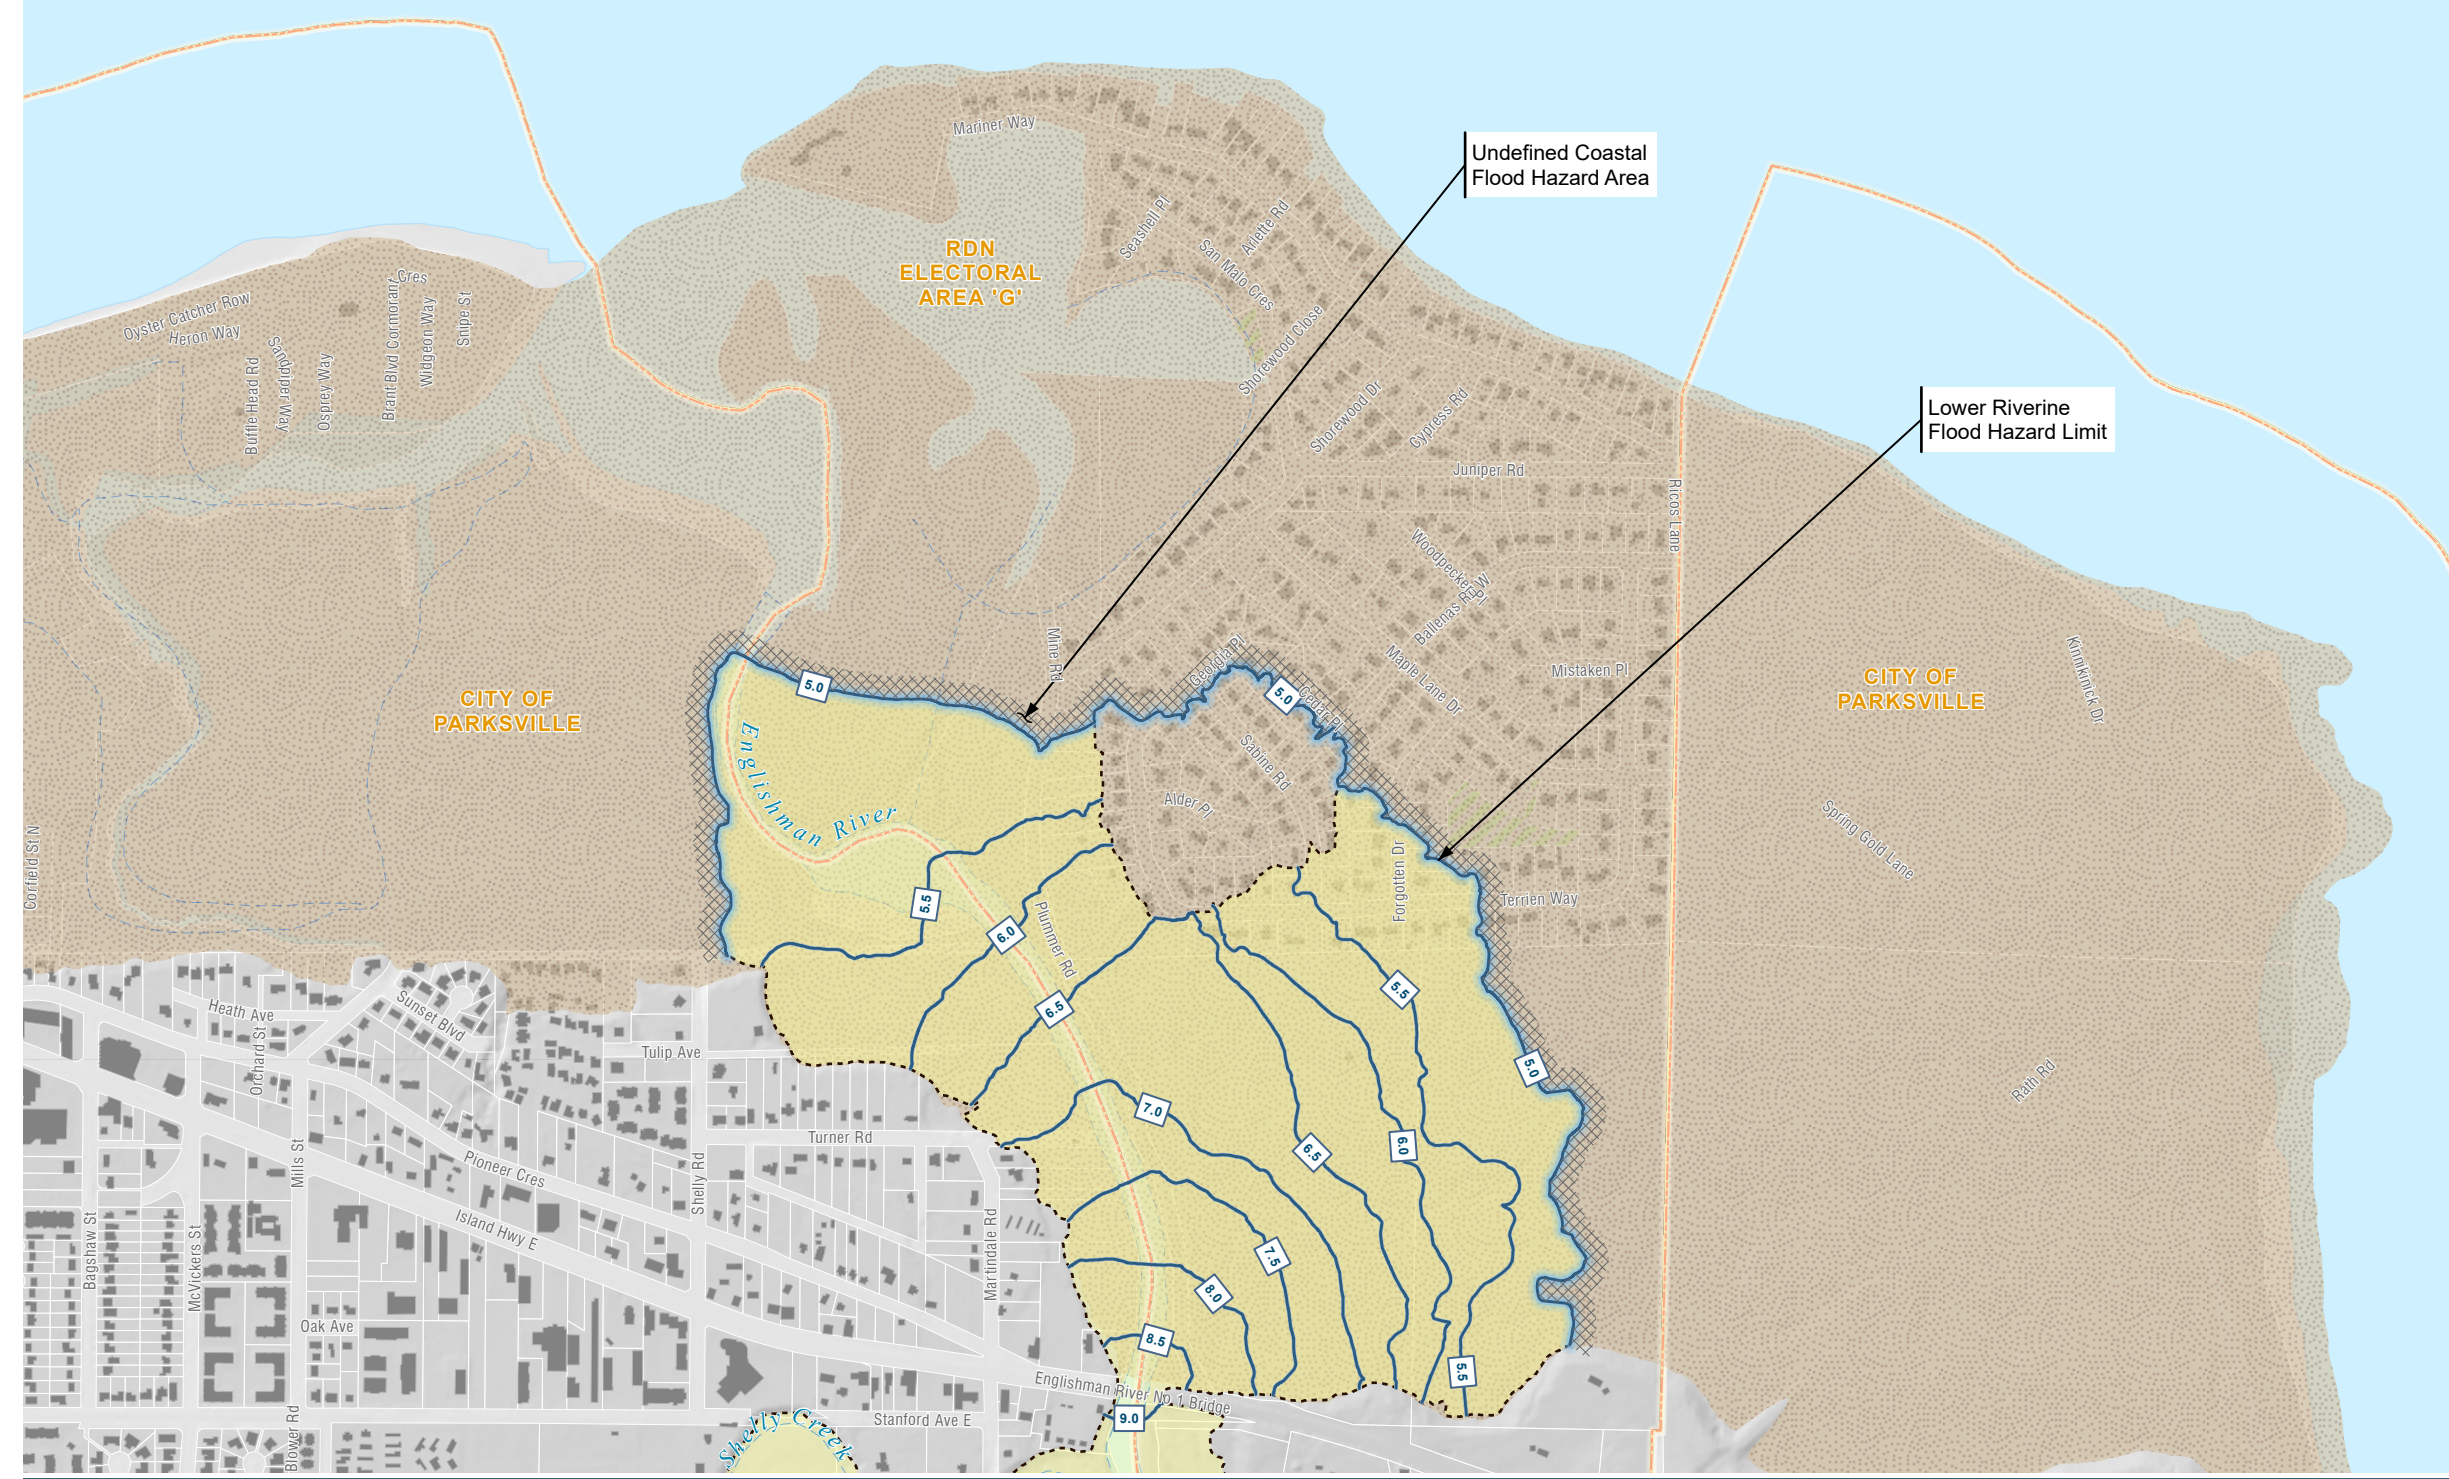 Mariner Way
Undefined Coastal
Flood Hazard Area
Seashell Pl
Arlette Rd
San Malo Cres
RDN
ELECTORAL
AREA 'G'
Cres
Oyster Catcher Row
Heron Way
Buffle Head Rd
Sandpiper Way
Osprey Way
Brant Blvd
Cormorant
Widgeon Way
Snipe St
Shorewood Close
Shorewood Dr
Cypress Rd
Lower Riverine
Flood Hazard Limit
Juniper Rd
Ricos Lane
Woodpecker Pl
Ballenas Rd W
Mine Rd
Georgia Pl
Maple Lane Dr
Mistaken Pl
Kinnikinick Dr
CITY OF
PARKSVILLE
CITY OF
PARKSVILLE
5.0
5.0
Cedar Pl
Englishman River
Sabine Rd
Alder Pl
Forgotten Dr
Spring Gold Lane
Corfield St N
Terrien Way
5.5
6.0
Plummer Rd
6.5
5.5
Heath Ave
Sunset Blvd
Orchard St
Tulip Ave
5.0
Rath Rd
7.0
Turner Rd
6.5
6.0
Mills St
Pioneer Cres
Shelly Rd
Island Hwy E
Bagshaw St
McVickers St
Martindale Rd
7.5
8.0
Oak Ave
8.5
5.5
Englishman River No 1 Bridge
9.0
Stanford Ave E
Shelly Creek
Blower Rd